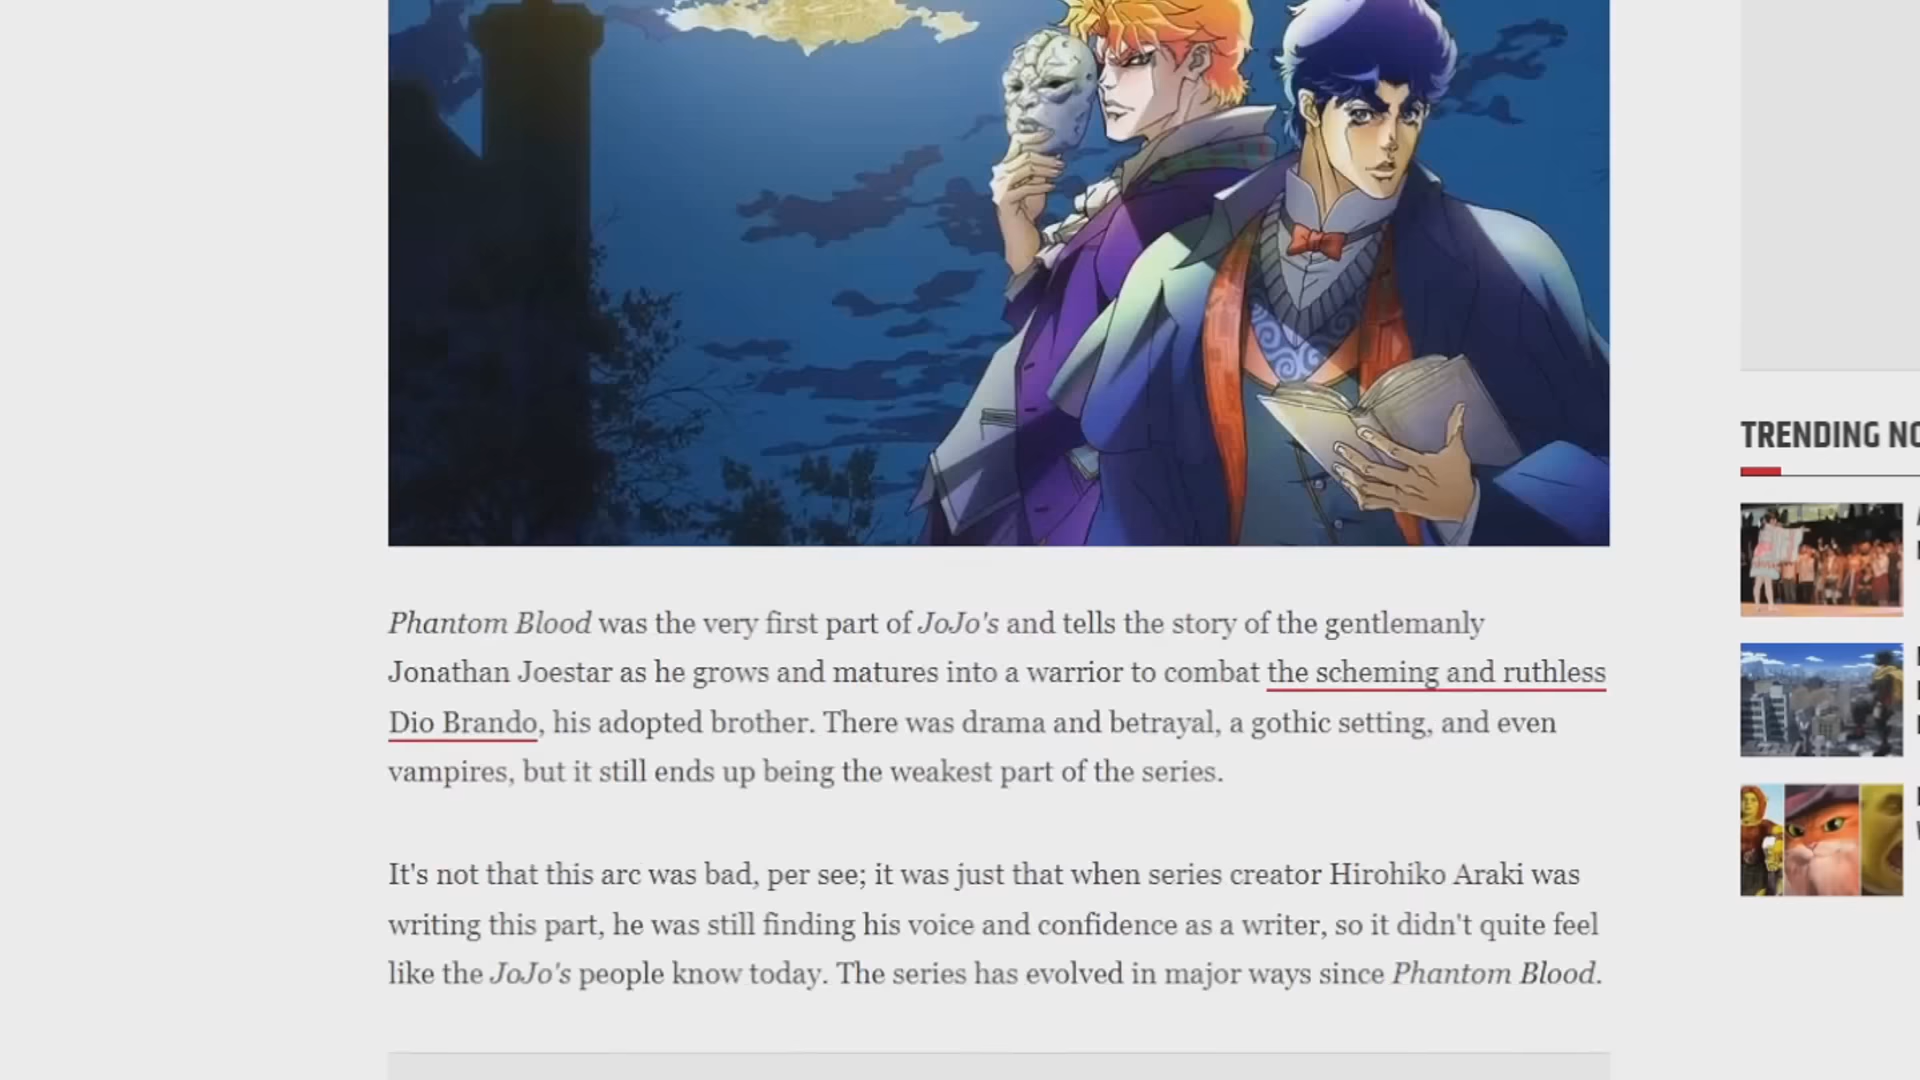 Phantom Blood was the very first part of JoJo's and tells the story of the gentlemanly
Jonathan Joestar as he grows and matures into a warrior to combat the scheming and ruthless
Dio Brando, his adopted brother. There was drama and betrayal, a gothic setting, and even
vampires, but it still ends up being the weakest part of the series.
It's not that this arc was bad, per see; it was just that when series creator Hirohiko Araki was
writing this part, he was still finding his voice and confidence as a writer, so it didn't quite feel
like the JoJo's people know today. The series has evolved in major ways since Phantom Blood.
TRENDING